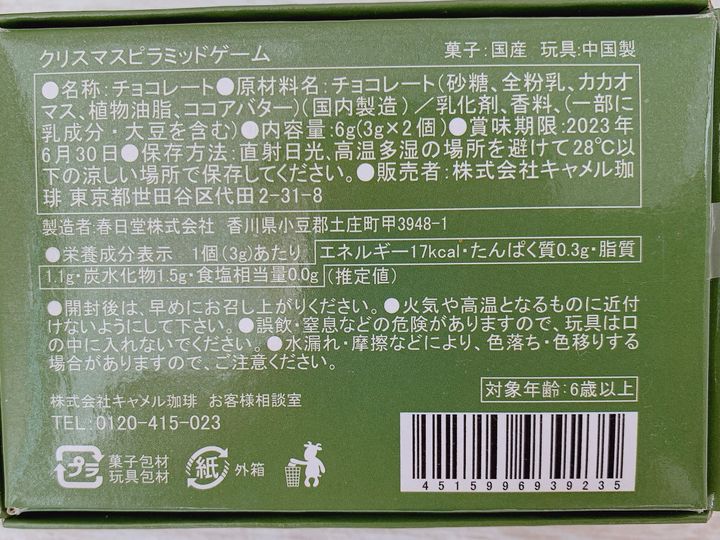 クリスマスピラミッドゲーム 菓子:国産 玩具:中国製
●名称:チョコレート●原材料名:チョコレート(砂糖、全粉乳、カカオ
マス、植物油脂、ココアバター)(国内製造)／乳化剤、香料、(一部に
乳成分・大豆を含む)●内容量:6g(3g×2個)●賞味期限:2023年
6月30日●保存方法:直射日光、高温多湿の場所を避けて28℃以
下の涼しい場所で保存してください。●販売者:株式会社キャメル珈
琲 東京都世田谷区代田2-31-8
製造者:春日堂株式会社 香川県小豆郡土庄町甲3948-1
●栄養成分表示 1個(3g)あたり エネルギー17kcal・たんぱく質0.3g・脂質
1.1g・炭水化物1.5g・食塩相当量0.0g (推定値)
●開封後は、早めにお召し上がりください。●火気や高温となるものに近付
けないようにして下さい。●誤飲・窒息などの危険がありますので、玩具は口
の中に入れないでください。●水漏れ・摩擦などにより、色落ち・色移りする
場合がありますので、ご注意ください。
対象年齢:6歳以上
株式会社キャメル珈琲 お客様相談室
TEL:0120-415-023
プラ 菓子包材
玩具包材
紙 外箱
4515996939235